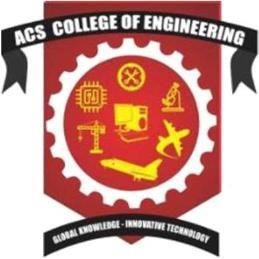 ACS COLLEGE OF ENGINEERING
GLOBAL KNOWLEDGE - INNOVATIVE TECHNOLOGY